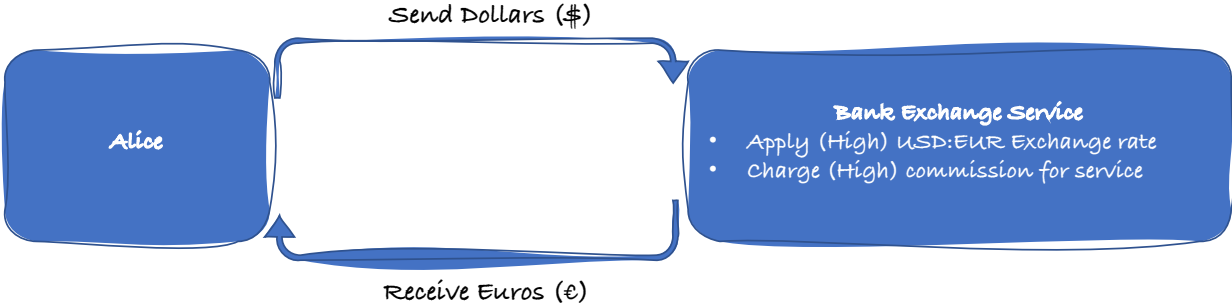 Send Dollars ($)
Alice
Bank Exchange Service
• Apply (High) USD:EUR Exchange rate
• Charge (High) commission for service
Receive Euros (€)